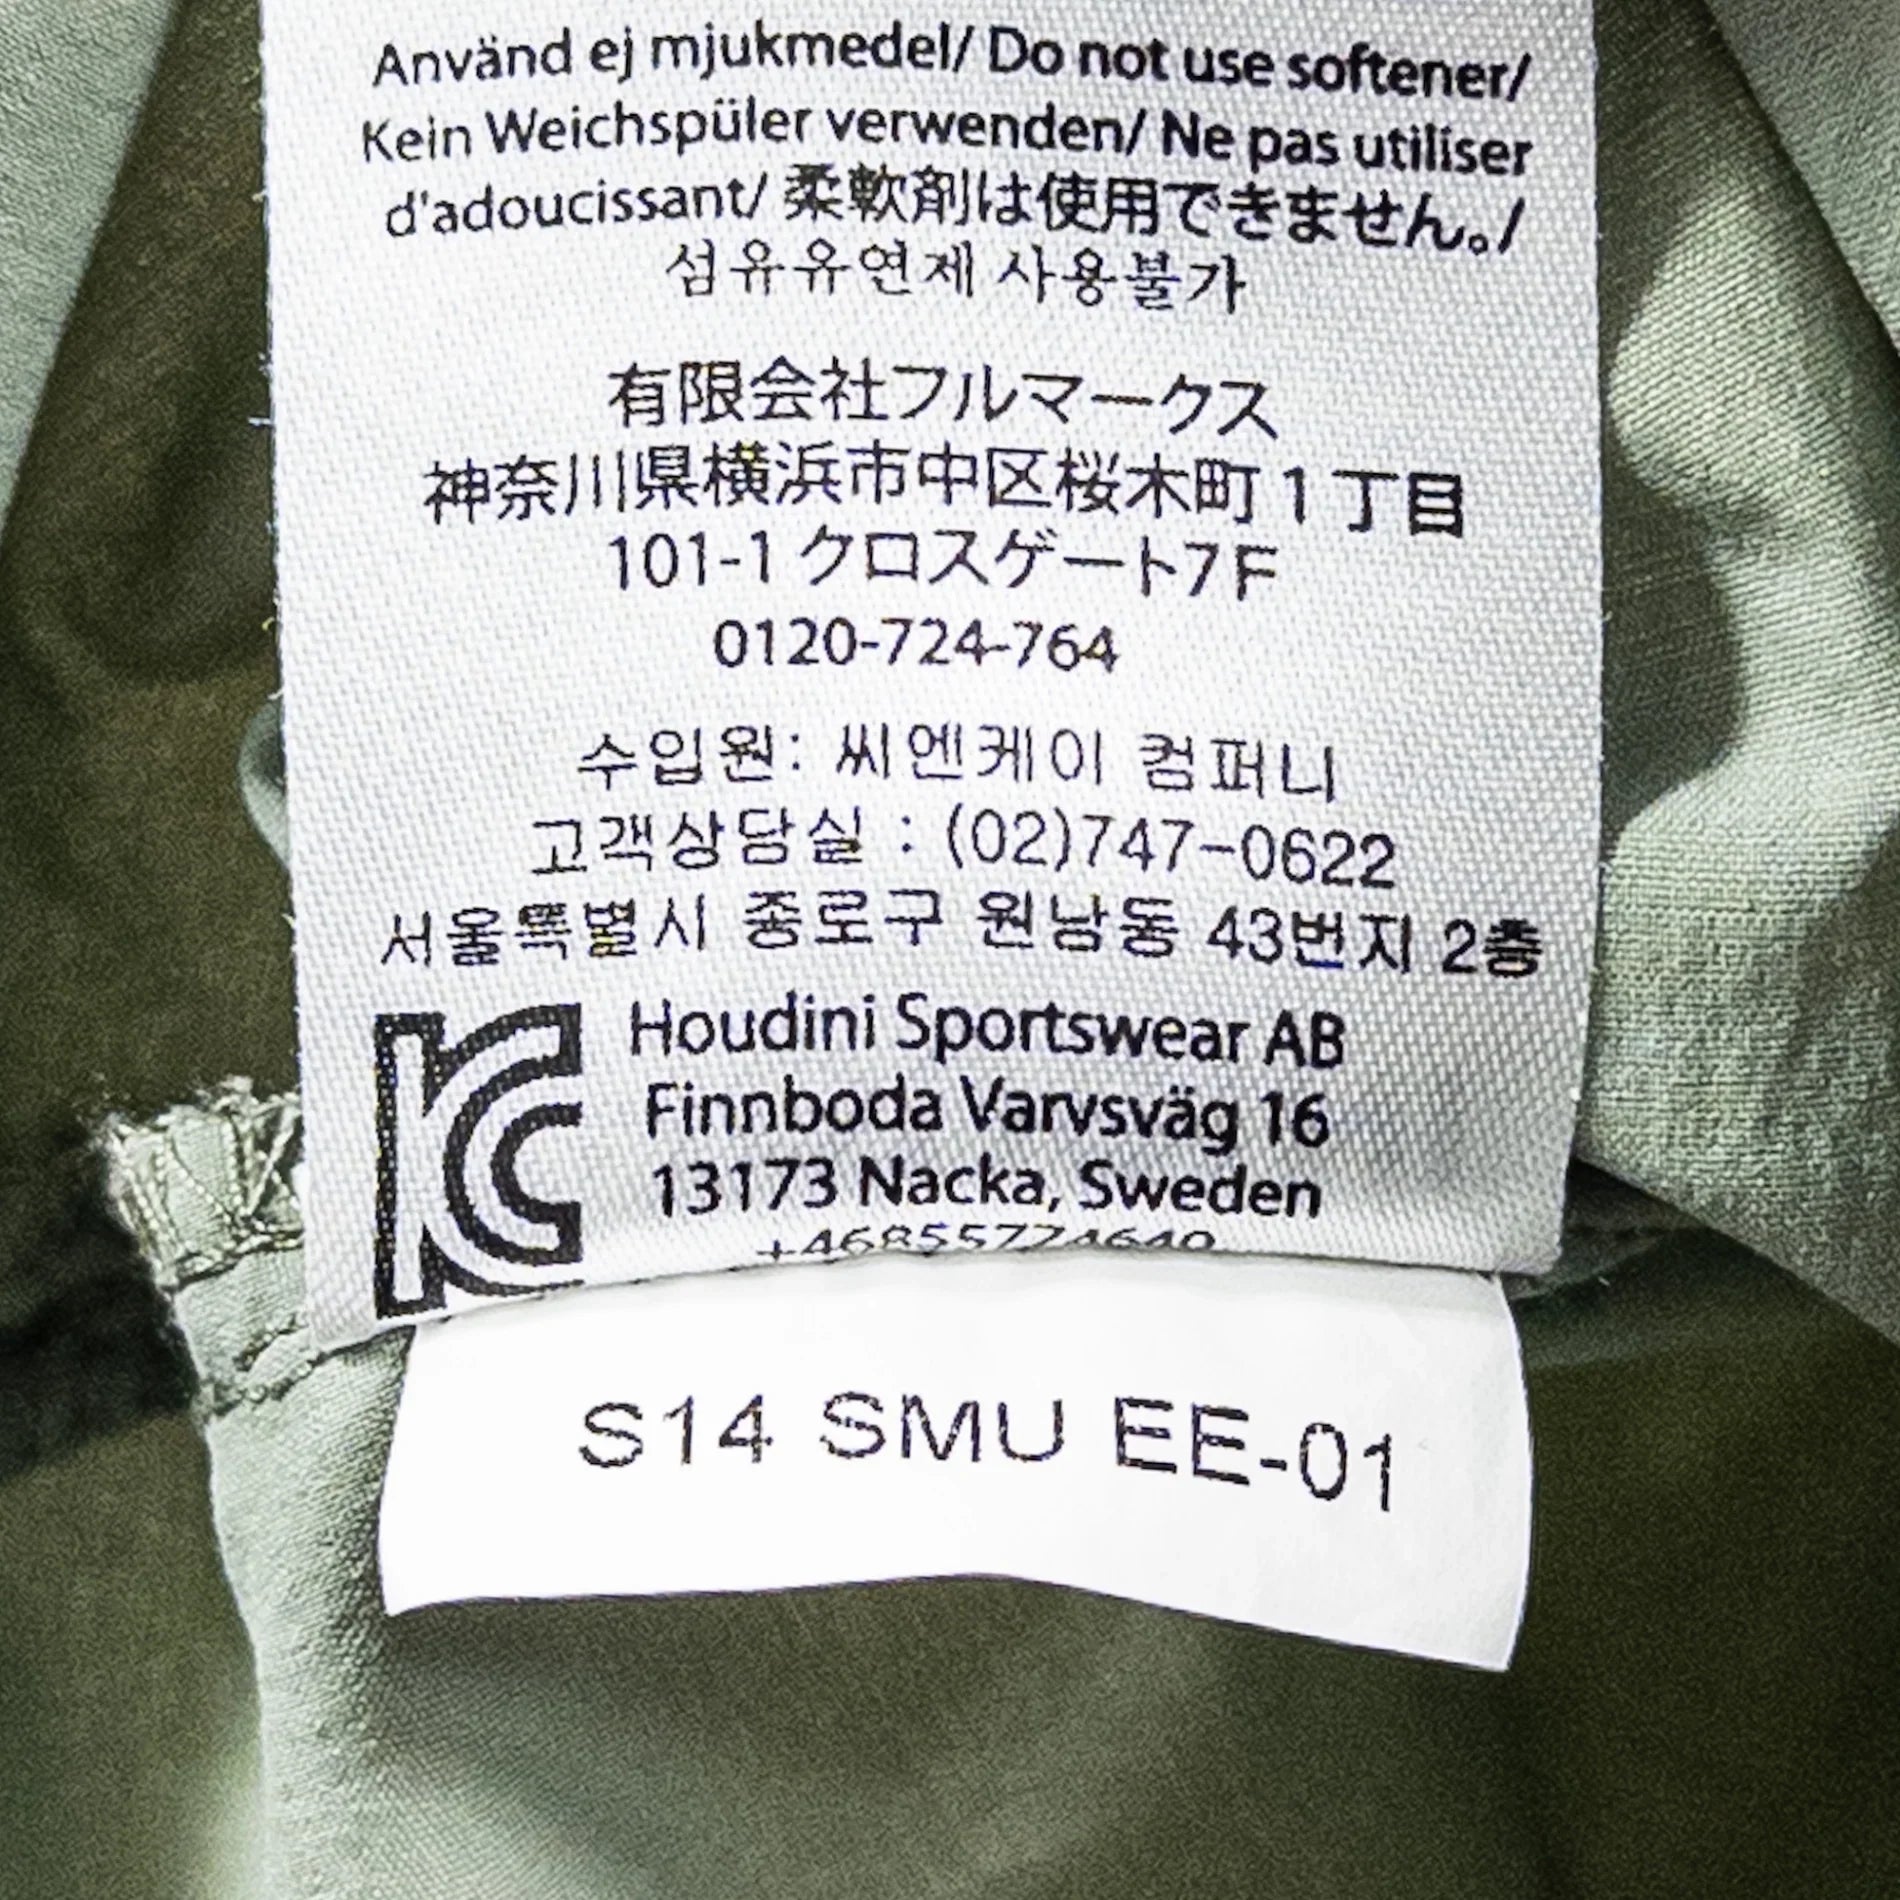 Använd ej mjukmedel/ Do not use softener/
Kein Weichspüler verwenden/ Ne pas utiliser
d'adoucissant/ 柔軟剤は使用できません。/
섬유유연제 사용불가
有限会社フルマークス
神奈川県横浜市中区桜木町1丁目
101-1 クロスゲート7F
0120-724-764
수입원: 씨엔케이 컴퍼니
고객상담실 : (02)747-0622
서울특별시 종로구 원남동 43번지 2층
Houdini Sportswear AB
Finnboda Varvsväg 16
13173 Nacka, Sweden
+46855774640
S14 SMU EE-01